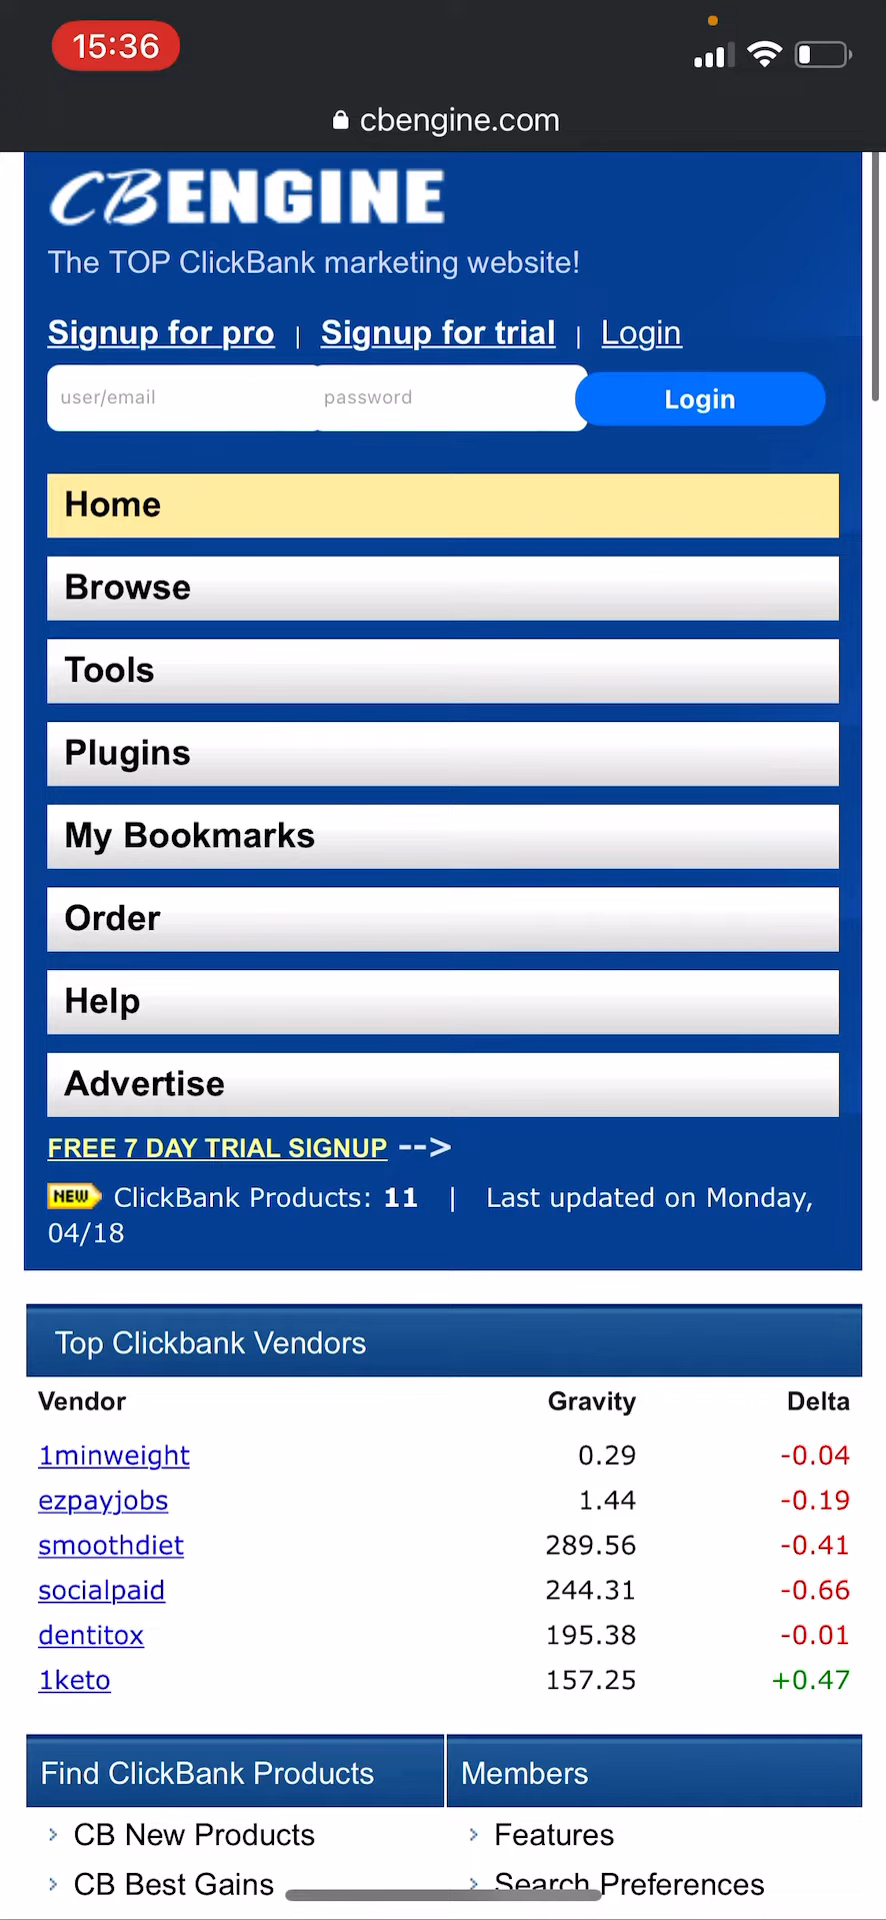 15:36
cbengine.com
CBENGINE
The TOP ClickBank marketing website!
Signup for pro | Signup for trial | Login
user/email password Login
Home
Browse
Tools
Plugins
My Bookmarks
Order
Help
Advertise
FREE 7 DAY TRIAL SIGNUP -->
NEW ClickBank Products: 11 | Last updated on Monday,
04/18
Top Clickbank Vendors
Vendor Gravity Delta
1minweight 0.29 -0.04
ezpayjobs 1.44 -0.19
smoothdiet 289.56 -0.41
socialpaid 244.31 -0.66
dentitox 195.38 -0.01
1keto 157.25 +0.47
Find ClickBank Products Members
› CB New Products › Features
› CB Best Gains › Search Preferences